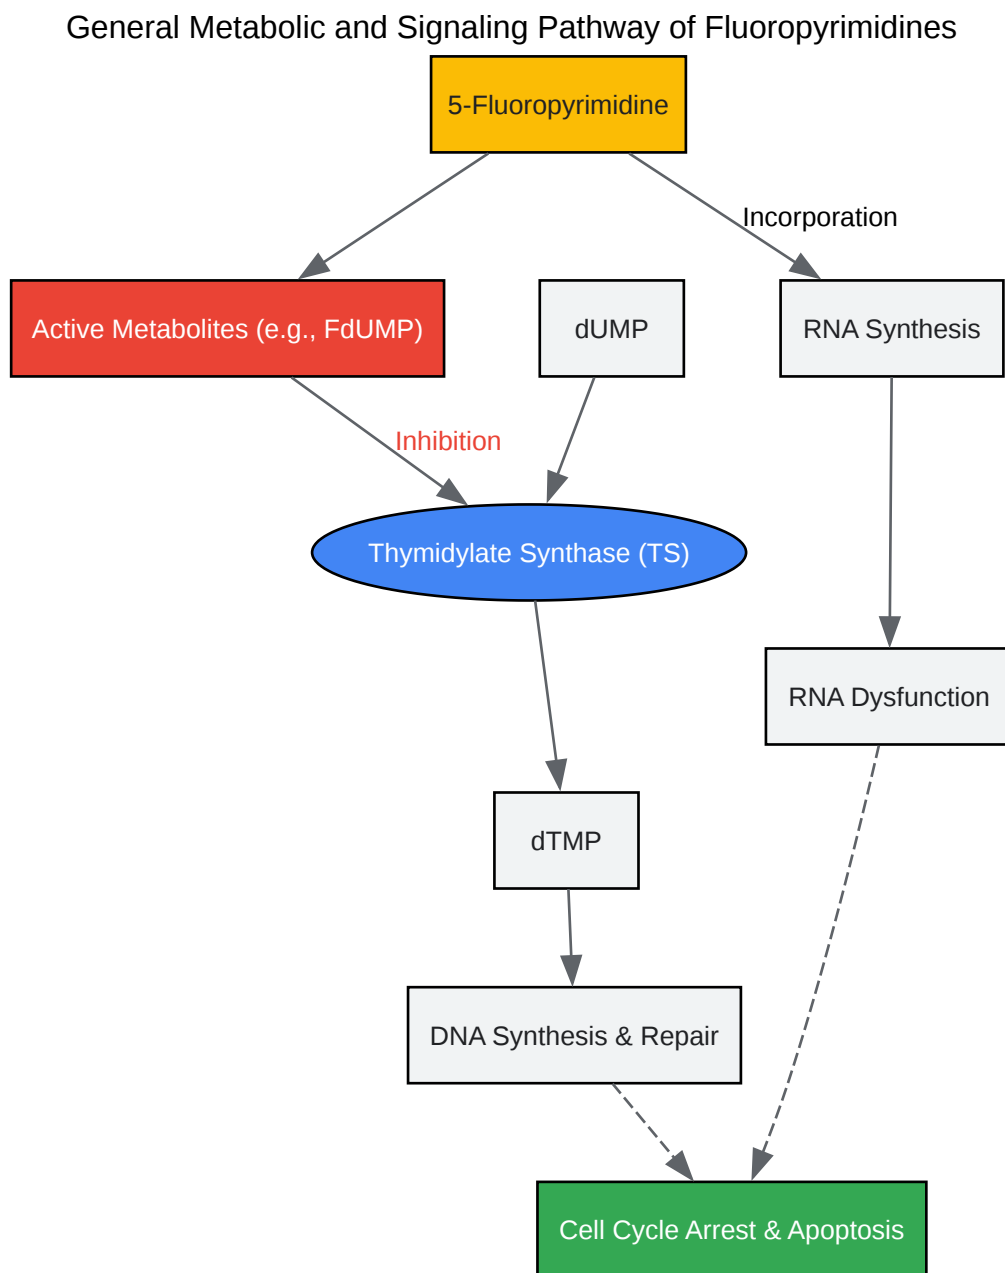 General Metabolic and Signaling Pathway of Fluoropyrimidines
5-Fluoropyrimidine
Incorporation
Active Metabolites (e.g., FdUMP)
dUMP
RNA Synthesis
Inhibition
Thymidylate Synthase (TS)
RNA Dysfunction
dTMP
DNA Synthesis & Repair
Cell Cycle Arrest & Apoptosis